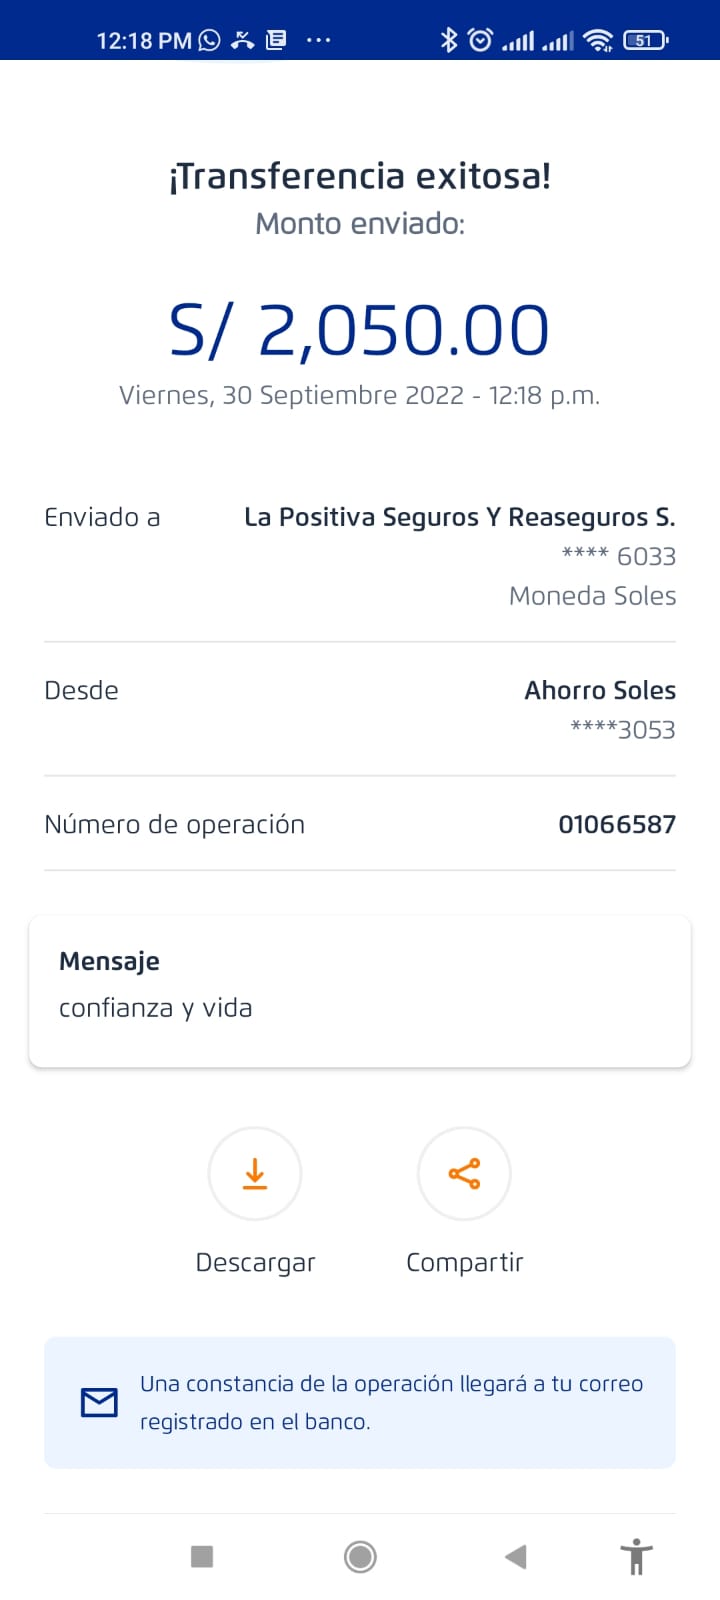 12:18 PM
51
¡Transferencia exitosa!
Monto enviado:
S/ 2,050.00
Viernes, 30 Septiembre 2022 - 12:18 p.m.
Enviado a La Positiva Seguros Y Reaseguros S.
**** 6033
Moneda Soles
Desde Ahorro Soles
****3053
Número de operación 01066587
Mensaje
confianza y vida
Descargar Compartir
Una constancia de la operación llegará a tu correo
registrado en el banco.